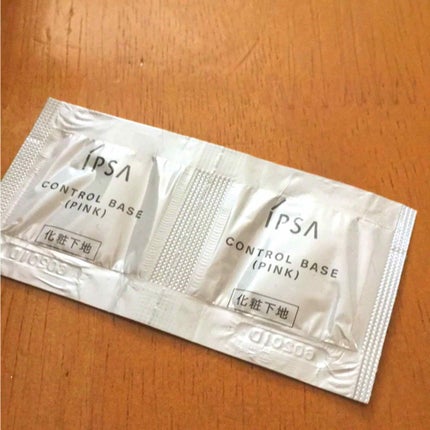 IPSA
CONTROL BASE
(PINK)
化粧下地
IPSA
CONTROL BASE
(PINK)
化粧下地